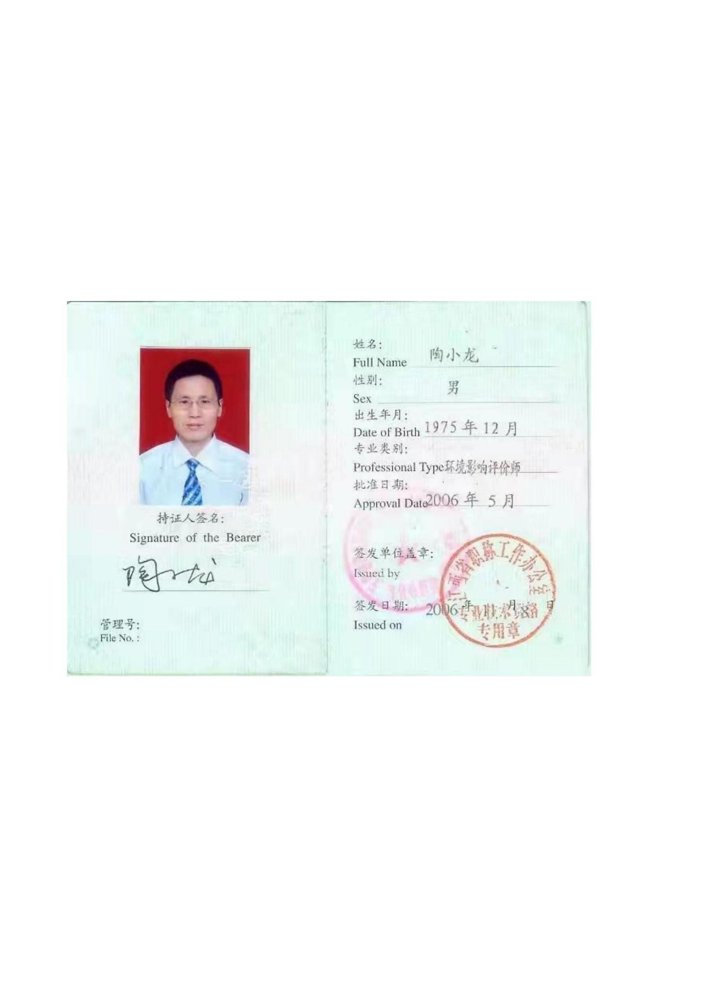 持证人签名:
Signature of the Bearer
陶小龙
管理号:
File No. :
姓名:
Full Name 陶小龙
性别:
Sex 男
出生年月:
Date of Birth 1975 年 12 月
专业类别:
Professional Type 环境影响评价师
批准日期:
Approval Date 2006 年 5 月
签发单位盖章:
Issued by
签发日期: 2006 年 月 8 日
Issued on
江西省职称工作办公室
专业技术资格
专用章